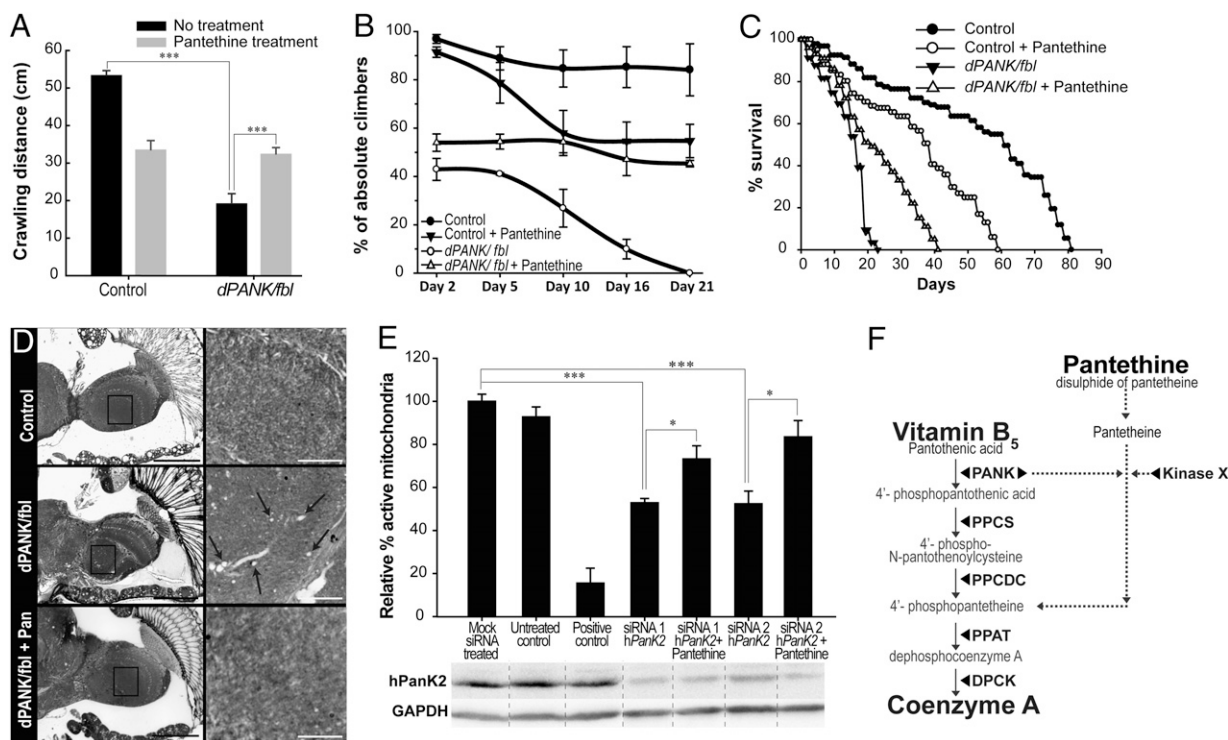 A
No treatment
Pantethine treatment
***
***
60
50
40
30
20
10
0
Crawling distance (cm)
Control
dPANK/fbl
B
100
80
60
40
20
0
% of absolute climbers
Control
Control + Pantethine
dPANK/ fbl
dPANK/ fbl + Pantethine
Day 2
Day 5
Day 10
Day 16
Day 21
C
Control
Control + Pantethine
dPANK/fbl
dPANK/fbl + Pantethine
100
80
60
40
20
0
% survival
0
10
20
30
40
50
60
70
80
90
Days
D
Control
dPANK/fbl
dPANK/fbl + Pan
E
120
100
80
60
40
20
0
Relative % active mitochondria
***
***
*
*
Mock
siRNA
treated
Untreated
control
Positive
control
siRNA 1
hPanK2
siRNA 1
hPanK2+
Pantethine
siRNA 2
hPanK2
siRNA 2
hPanK2 +
Pantethine
hPanK2
GAPDH
F
Pantethine
disulphide of pantetheine
Pantetheine
Vitamin B5
Pantothenic acid
PANK
Kinase X
4'- phosphopantothenic acid
PPCS
4'- phospho-
N-pantothenoylcysteine
PPCDC
4'- phosphopantetheine
PPAT
dephosphocoenzyme A
DPCK
Coenzyme A